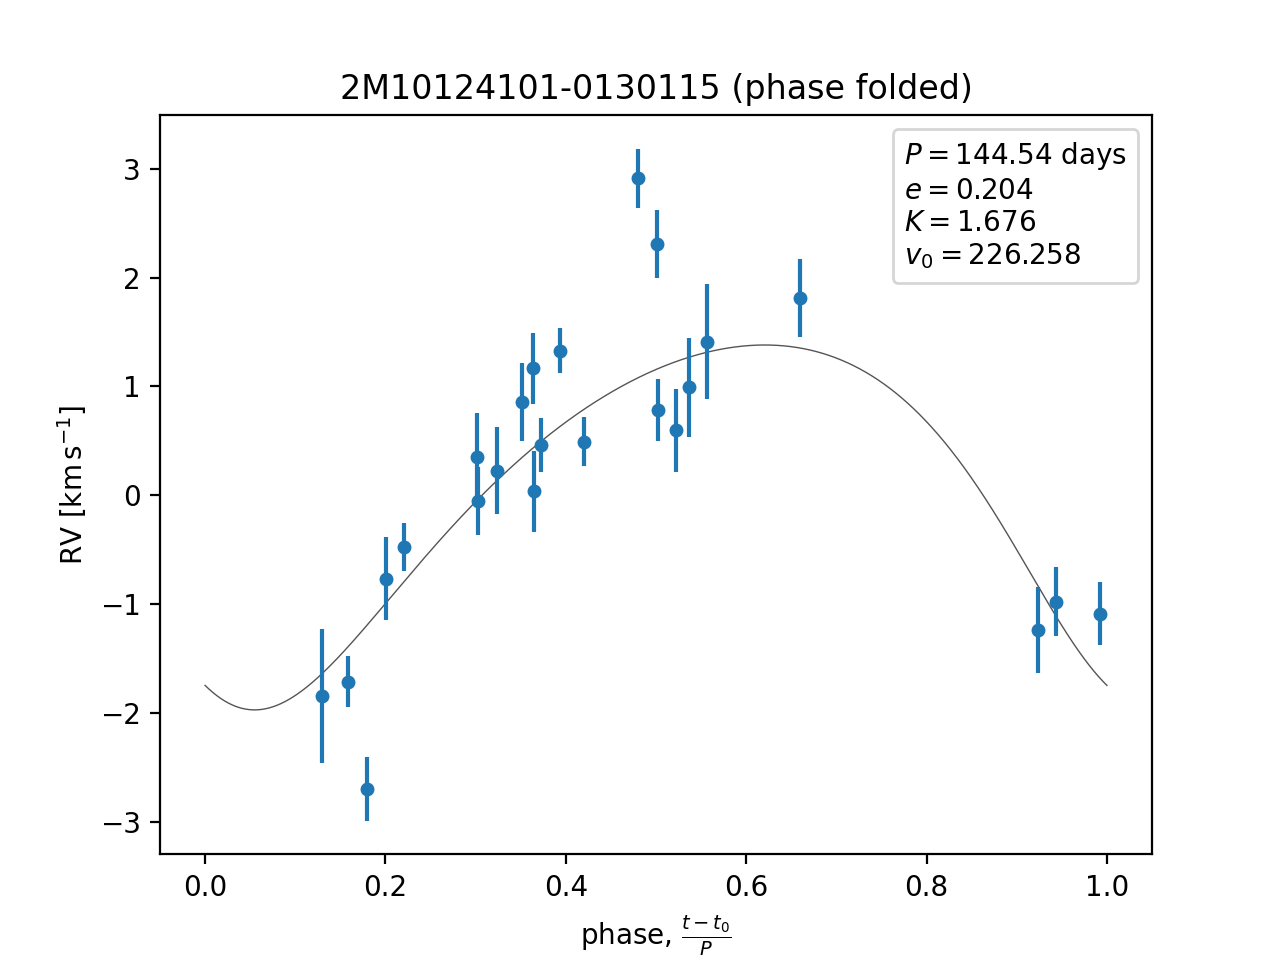 2M10124101-0130115 (phase folded)
P = 144.54 days
e = 0.204
K = 1.676
v₀ = 226.258
3
2
1
0
−1
−2
−3
RV [km s⁻¹]
0.0 0.2 0.4 0.6 0.8 1.0
phase, (t − t₀)/P